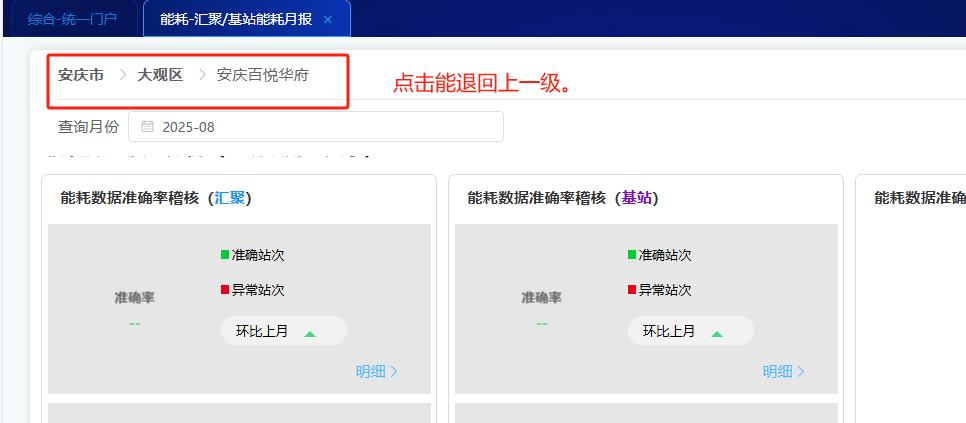 综合-统一门户 能耗-汇聚/基站能耗月报 ×
安庆市 > 大观区 > 安庆百悦华府
点击能退回上一级。
查询月份 2025-08
能耗数据准确率稽核（汇聚） 能耗数据准确率稽核（基站） 能耗数据准确
准确站次 准确站次
异常站次 异常站次
准确率 准确率
-- --
环比上月 环比上月
明细 > 明细 >